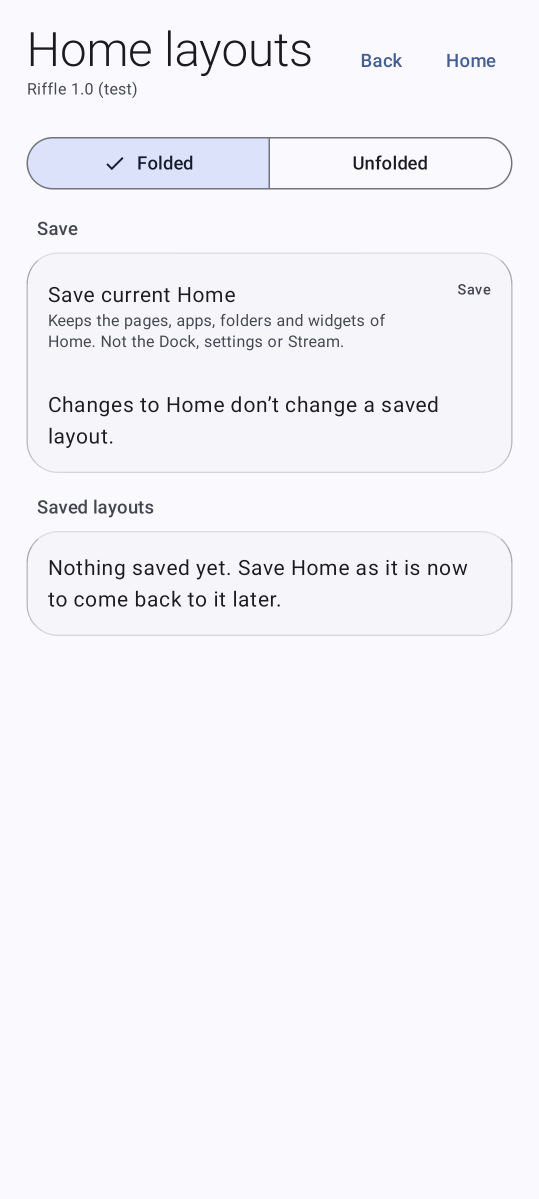 Home layouts
Back
Home
Riffle 1.0 (test)
Folded
Unfolded
Save
Save current Home
Save
Keeps the pages, apps, folders and widgets of
Home. Not the Dock, settings or Stream.
Changes to Home don’t change a saved
layout.
Saved layouts
Nothing saved yet. Save Home as it is now
to come back to it later.